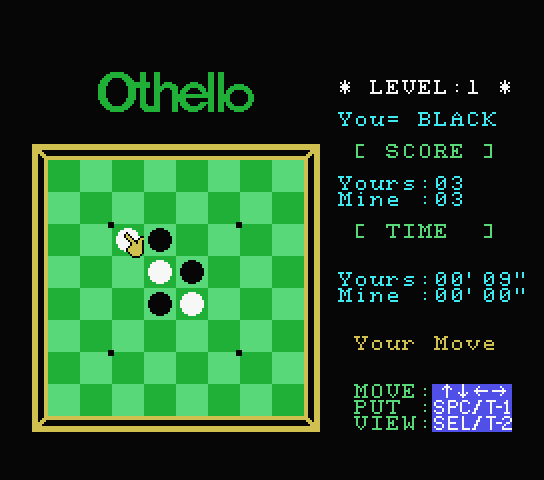 Othello
* LEVEL:1 *
You= BLACK
[ SCORE ]
Yours:03
Mine :03
[ TIME ]
Yours:00'09"
Mine :00'00"
Your Move
MOVE: ↑↓←→
PUT :SPC/T-1
VIEW:SEL/T-2